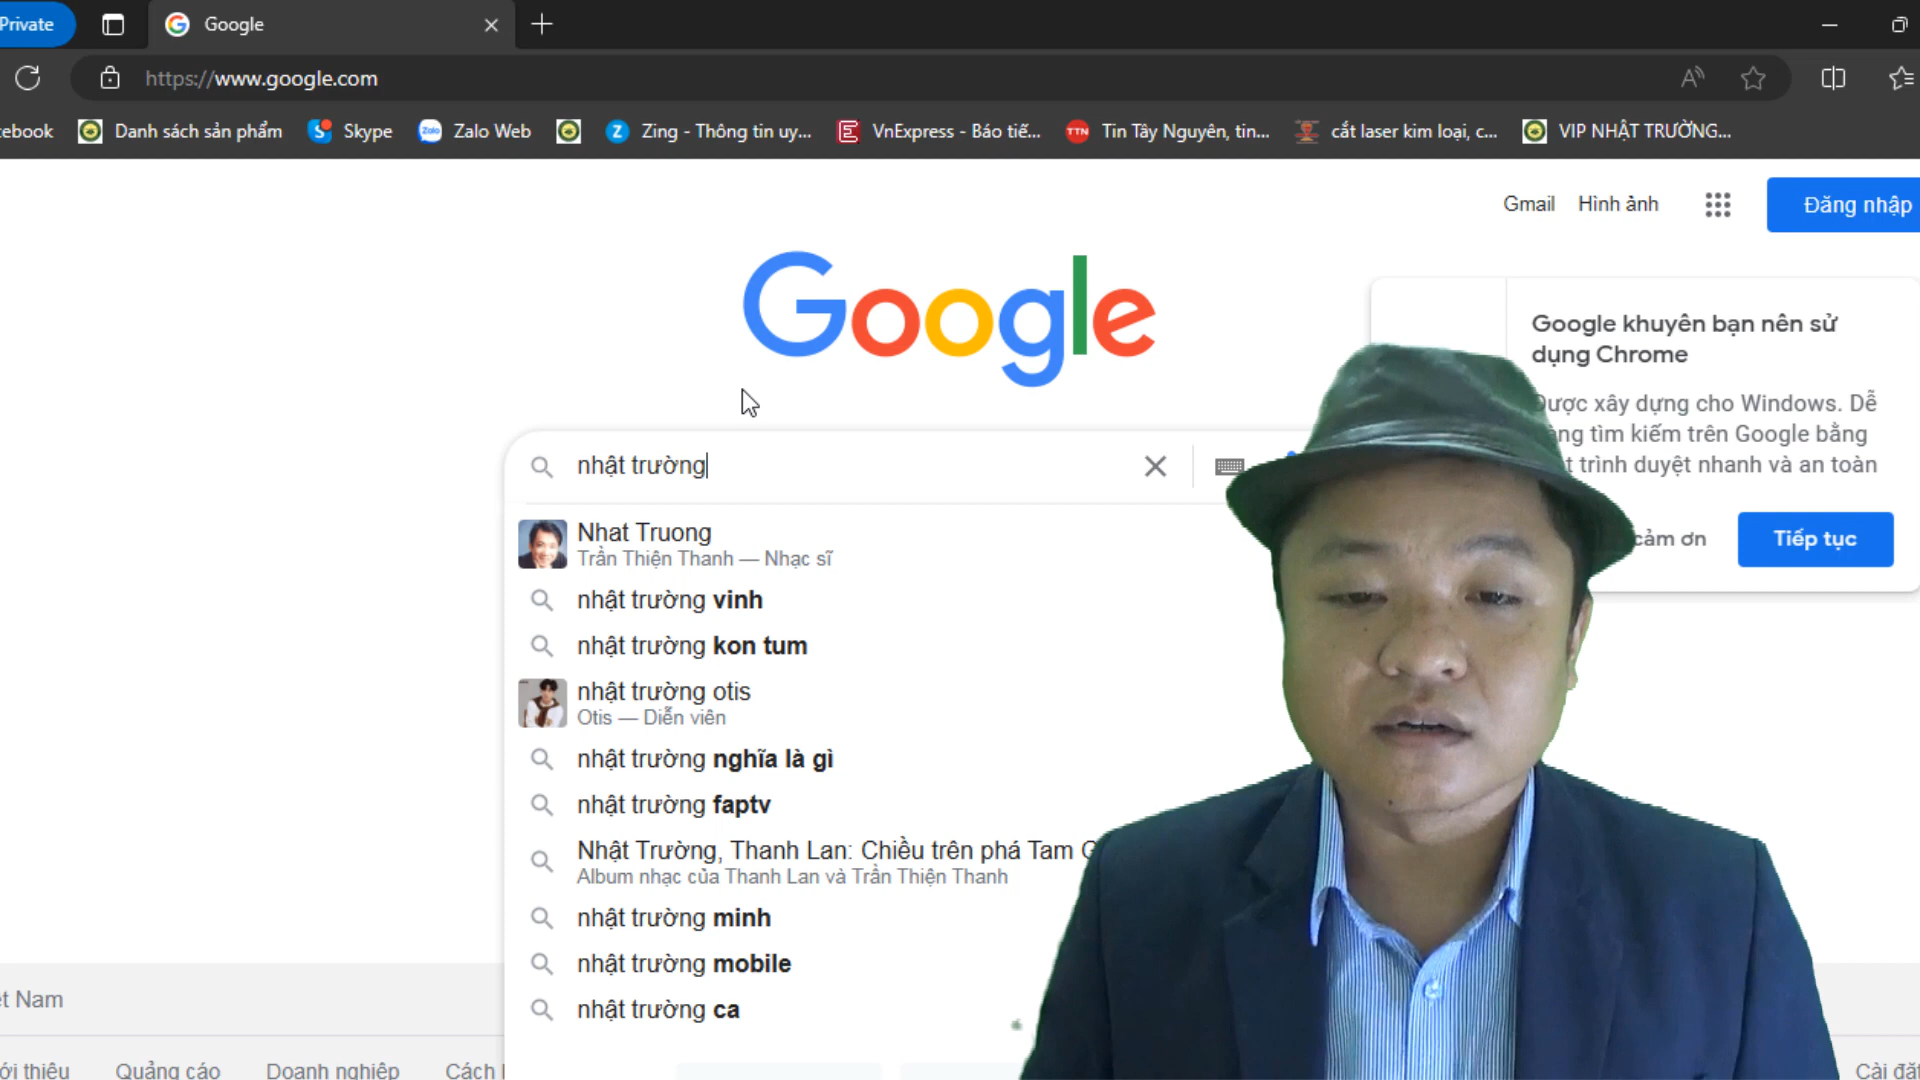 Private
Google
https://www.google.com
Danh sách sản phẩm
Skype
Zalo Web
Zing - Thông tin uy...
VnExpress - Báo tiế...
TTN
Tin Tây Nguyên, tin...
cắt laser kim loại, c...
VIP NHẬT TRƯỜNG...
Gmail
Hình ảnh
Đăng nhập
Google
Google khuyên bạn nên sử
dụng Chrome
xây dựng cho Windows. Dễ
tìm kiếm trên Google bằng
trình duyệt nhanh và an toàn
cảm ơn
Tiếp tục
nhật trường
Nhat Truong
Trần Thiện Thanh — Nhạc sĩ
nhật trường vinh
nhật trường kon tum
nhật trường otis
Otis — Diễn viên
nhật trường nghĩa là gì
nhật trường faptv
Nhật Trường, Thanh Lan: Chiều trên phá Tam
Album nhạc của Thanh Lan và Trần Thiện Thanh
nhật trường minh
nhật trường mobile
nhật trường ca
Nam
thiệu
Quảng cáo
Doanh nghiệp
Cách
Cài